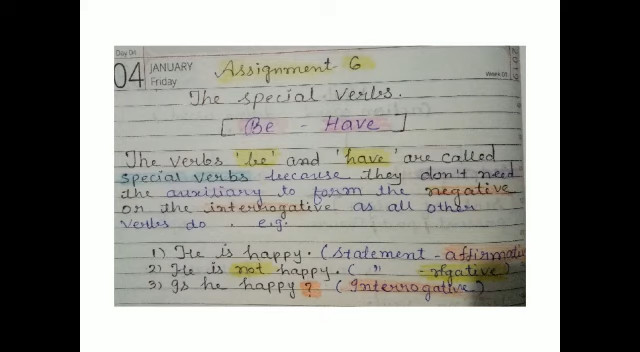 Day 04
04 JANUARY
Friday
Assignment 6
Week 01
2019
The special verbs.
[ Be - Have ]
The verbs 'be' and 'have' are called
special verbs because they don't need
the auxiliary to form the negative
or the interrogative as all other
verbs do. e.g.
1) He is happy. (statement - affirmative
2) He is not happy. ( " - negative)
3) Is he happy ? (Interrogative)